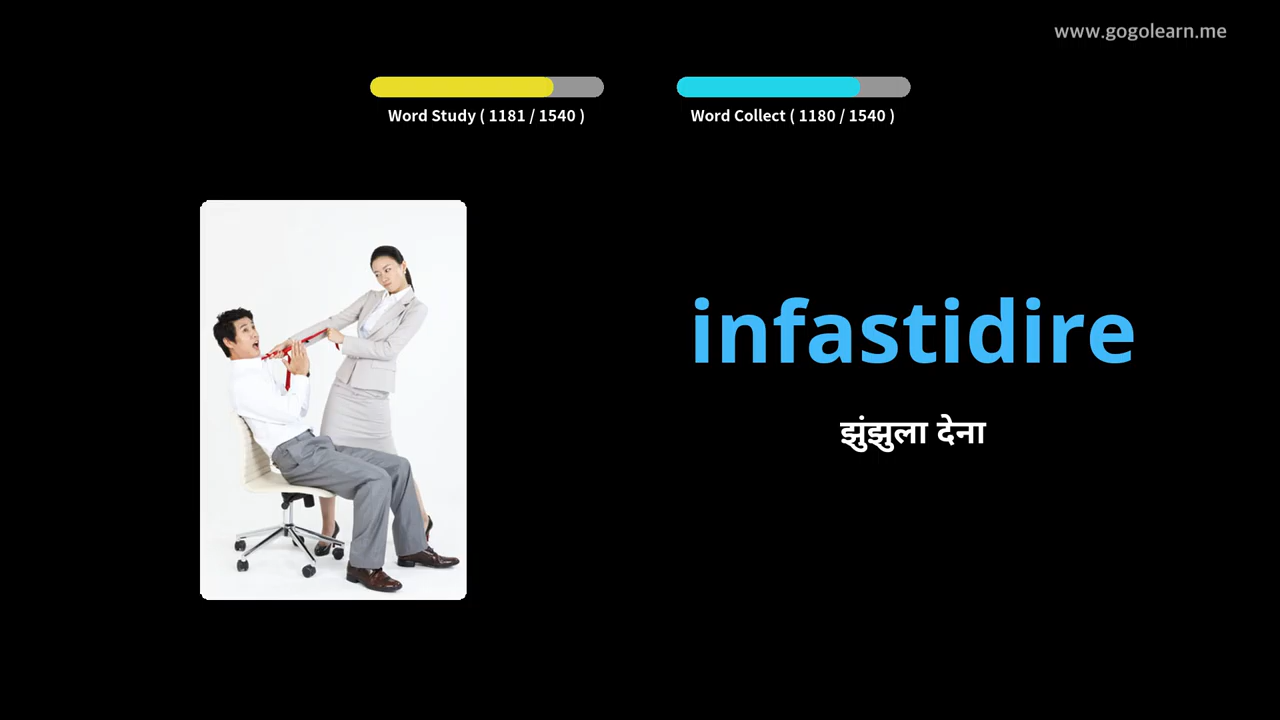 www.gogolearn.me
Word Study ( 1181 / 1540 )
Word Collect ( 1180 / 1540 )
infastidire
झुंझुला देना